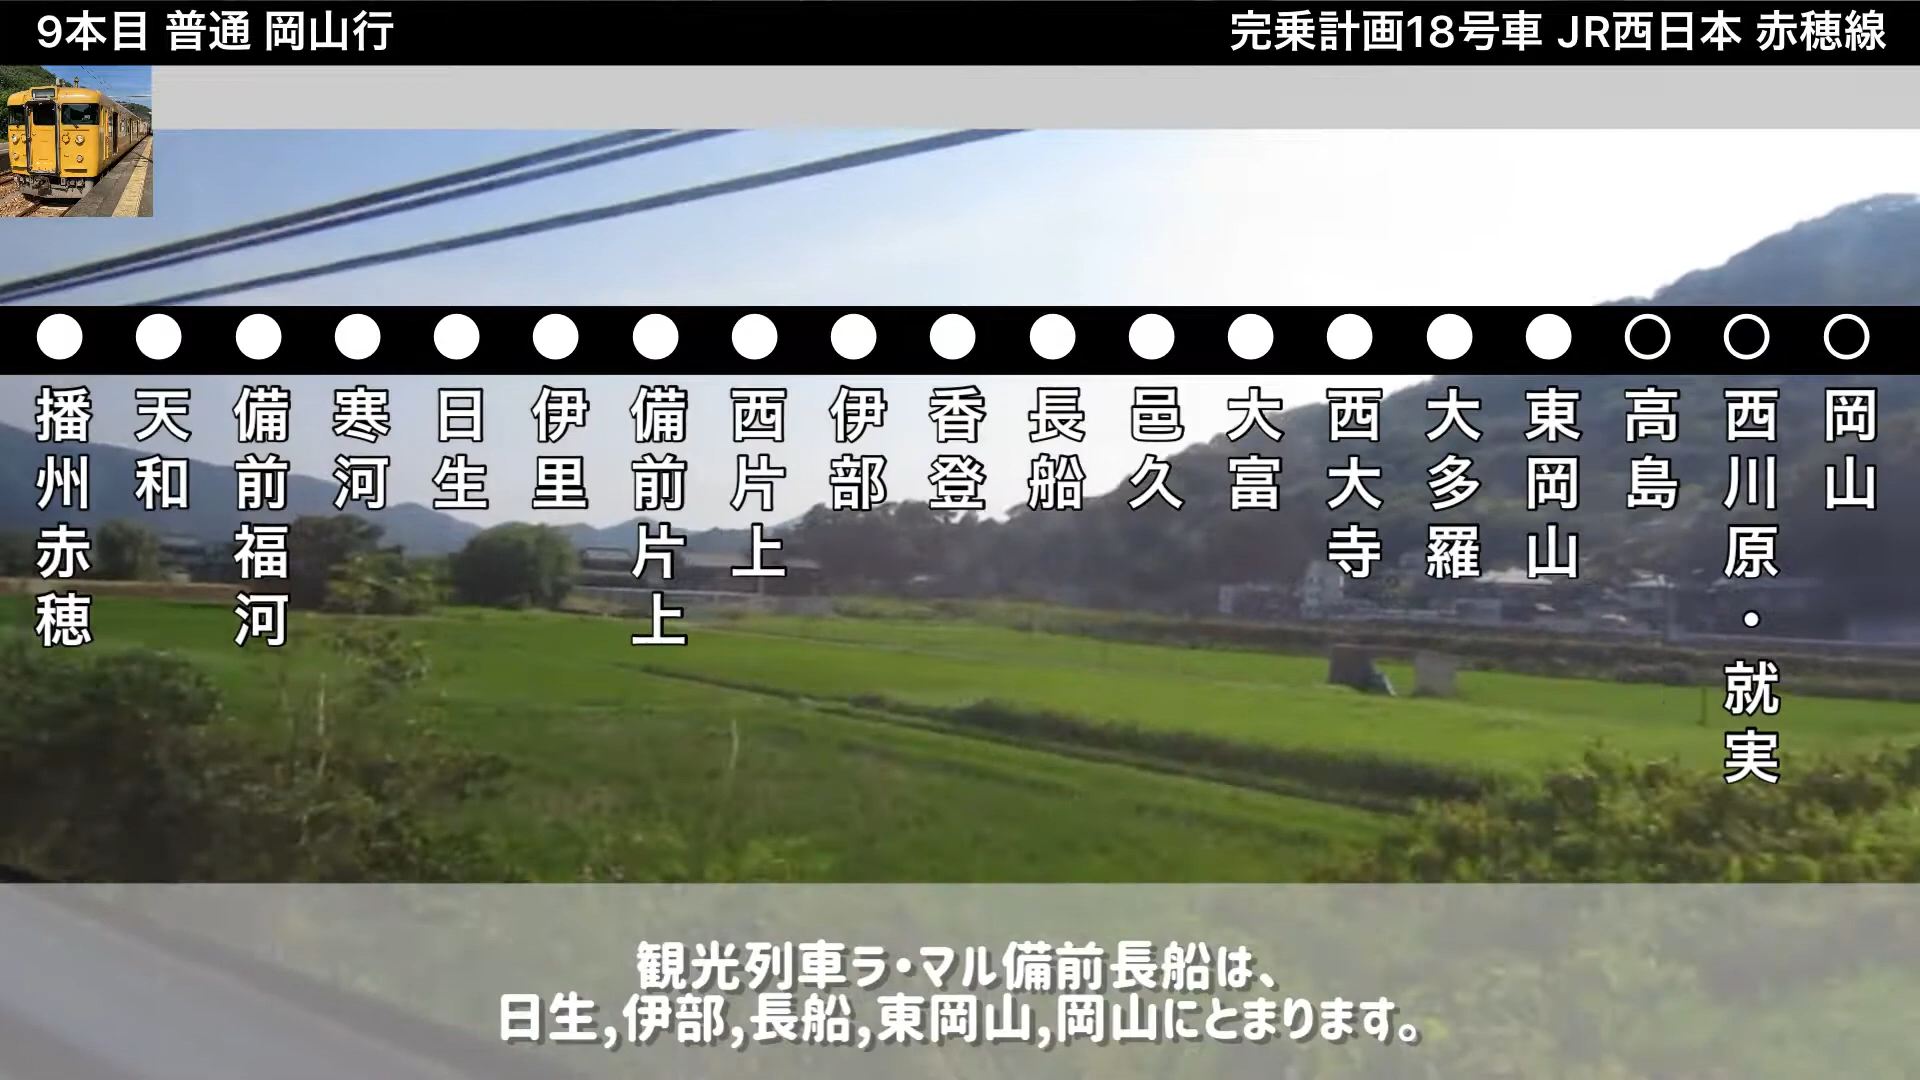 9本目 普通 岡山行
完乗計画18号車 JR西日本 赤穂線
播州赤穂
天和
備前福河
寒河
日生
伊里
備前片上
西片上
伊部
香登
長船
邑久
大富
西大寺
大多羅
東岡山
高島
西川原・就実
岡山
観光列車ラ・マル備前長船は、
日生,伊部,長船,東岡山,岡山にとまります。